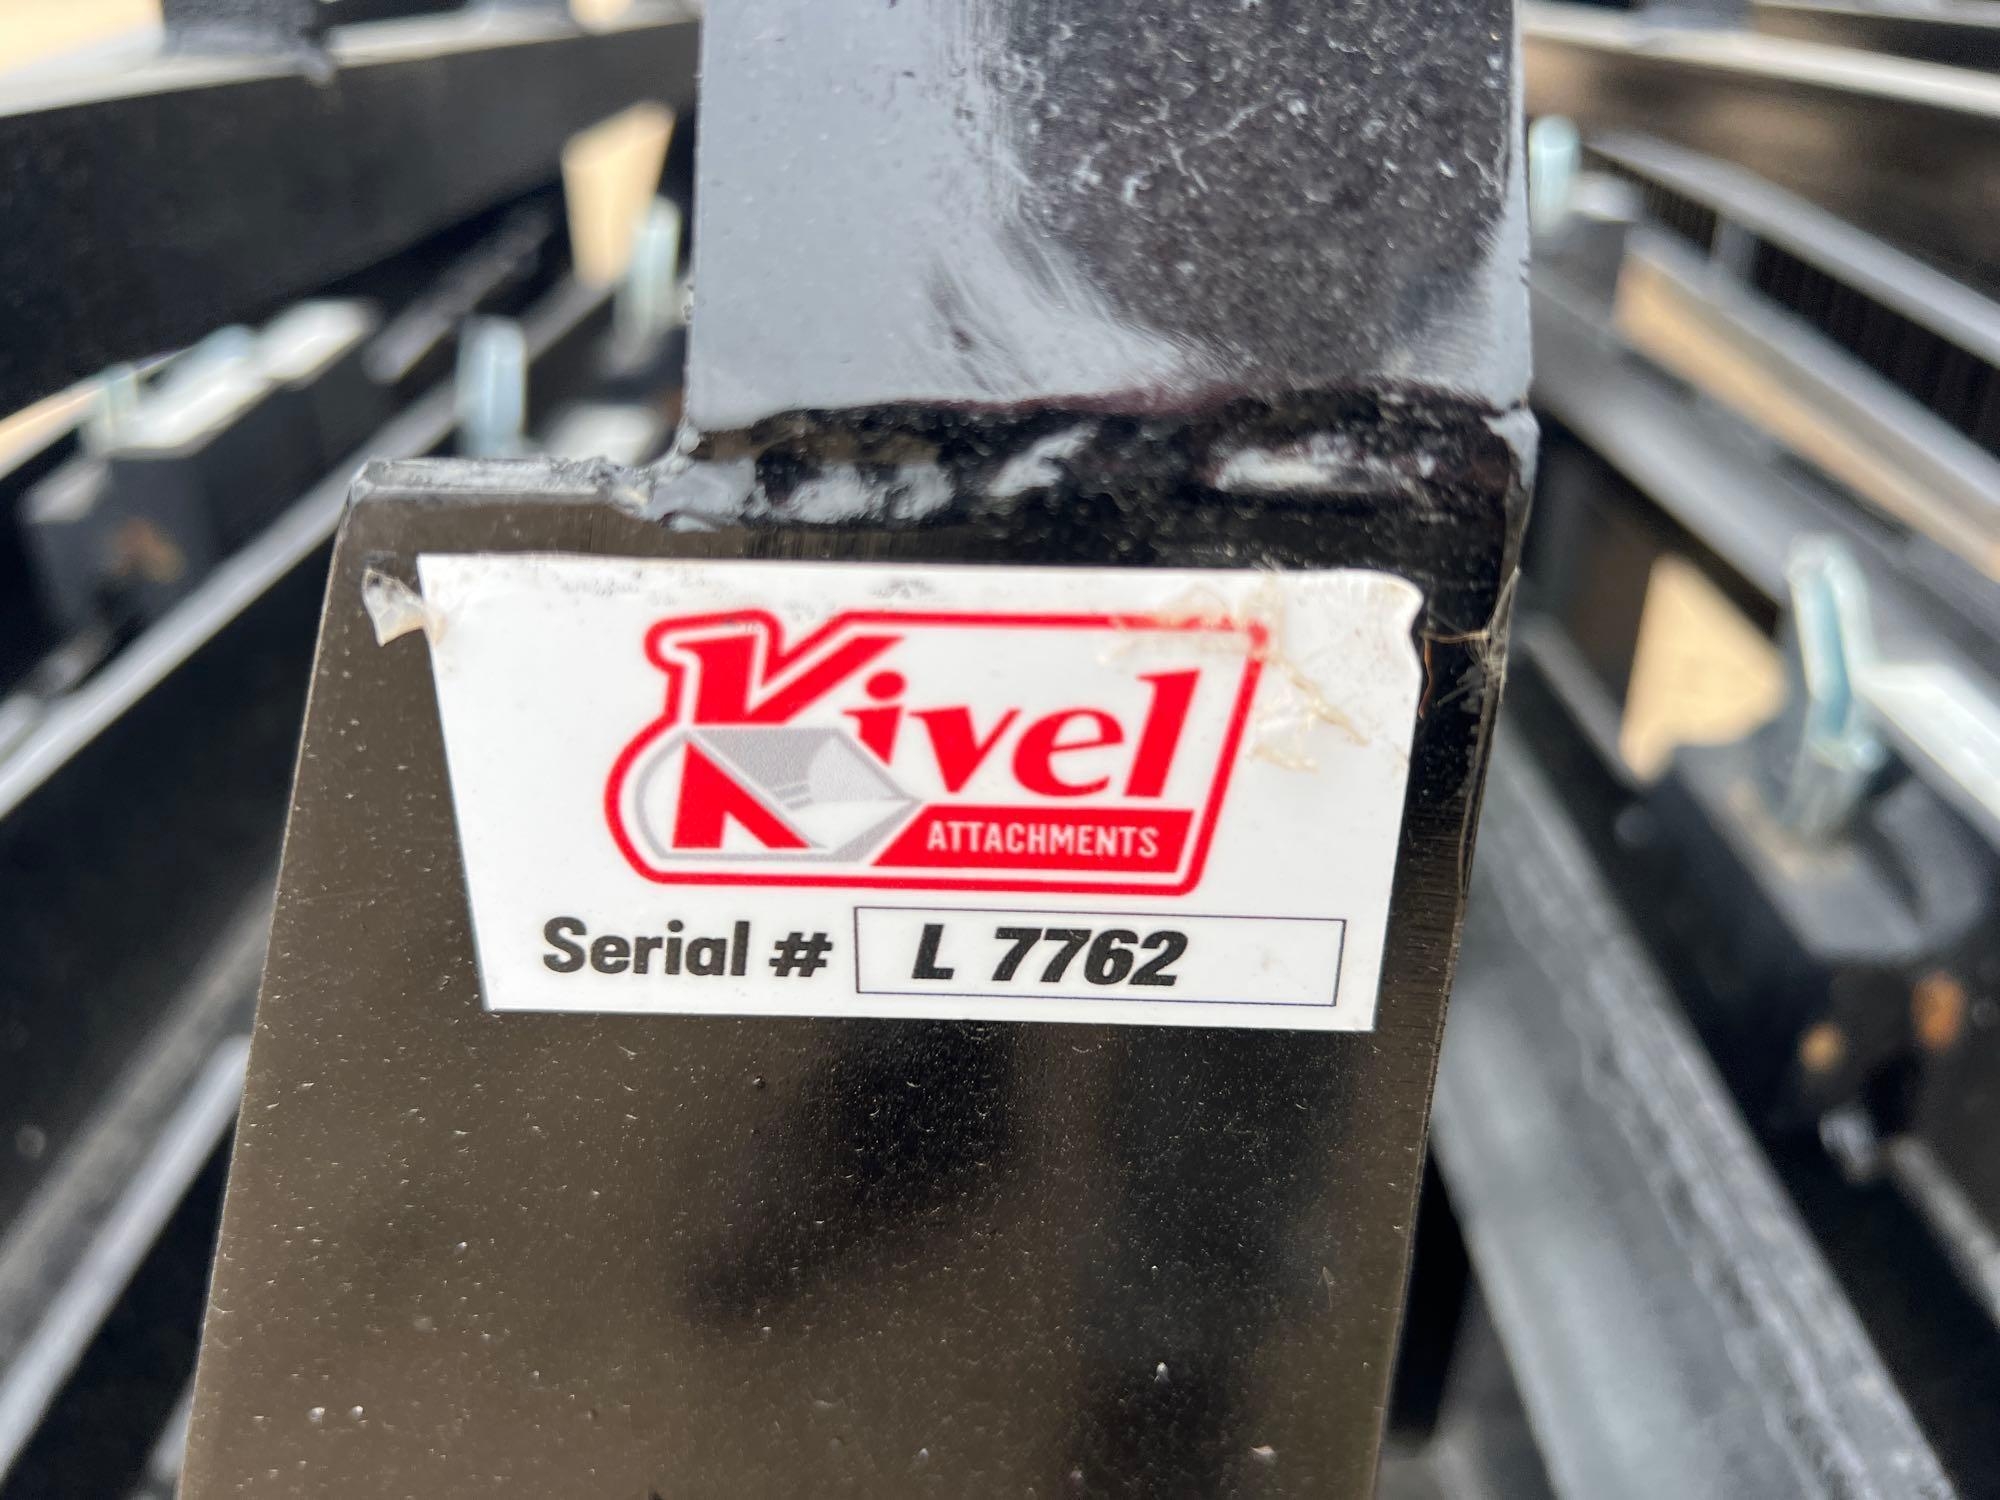 Kivel
ATTACHMENTS
Serial # L 7762